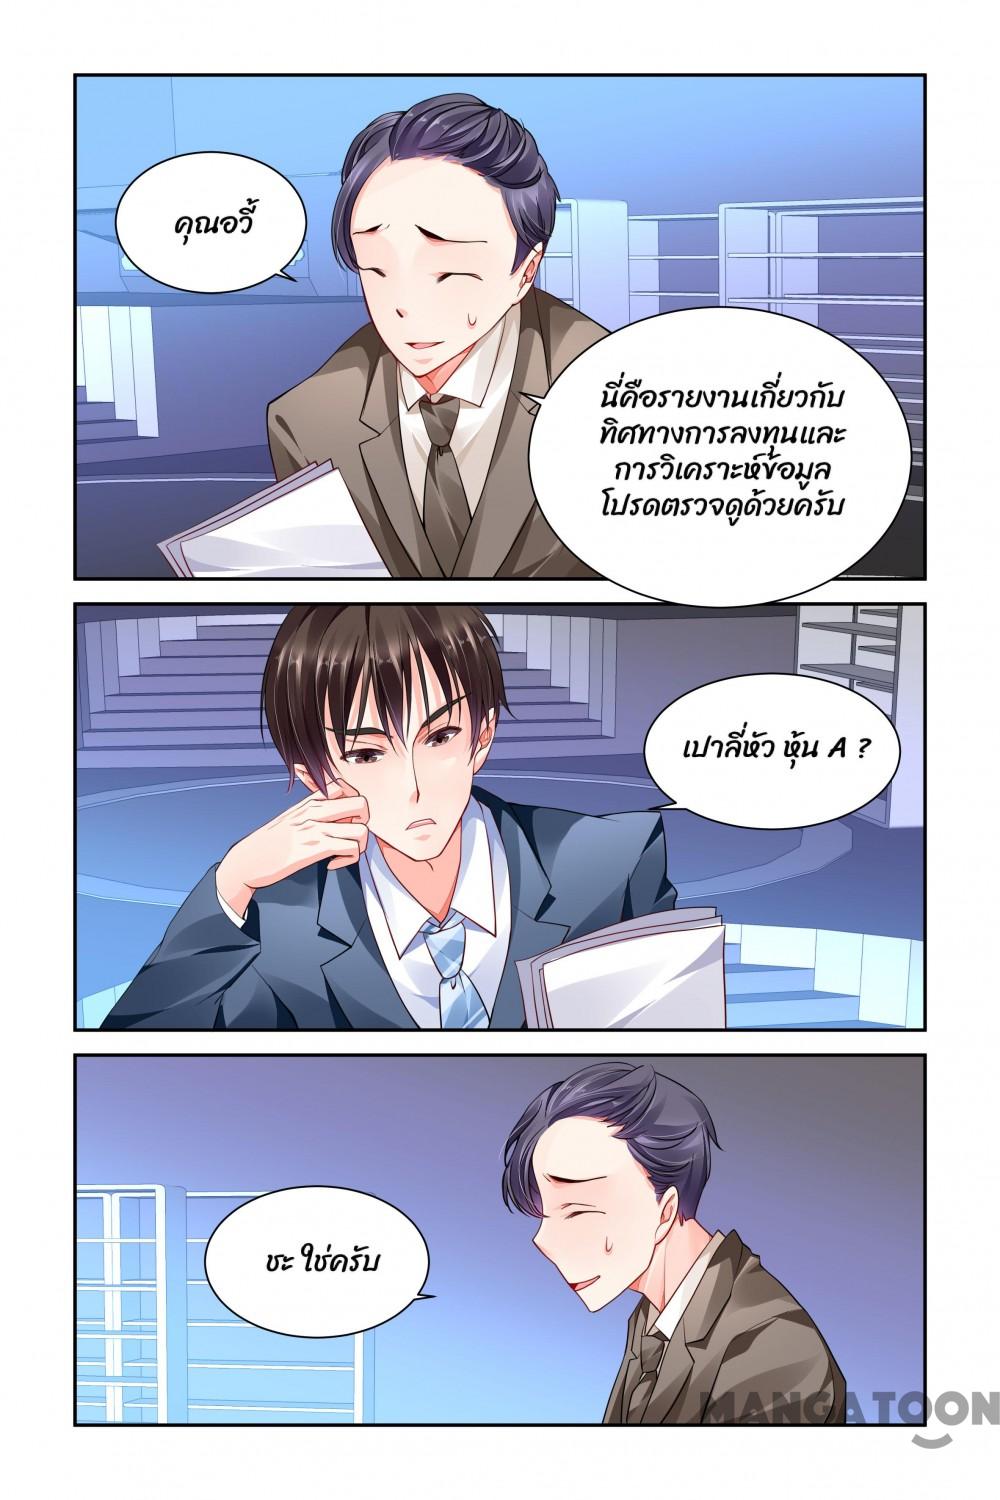 คุณอวี้
นี่คือรายงานเกี่ยวกับ
ทิศทางการลงทุนและ
การวิเคราะห์ข้อมูล
โปรดตรวจดูด้วยครับ
เปาลี่หัว หุ้น A ?
ชะ ใช่ครับ
MANGATOON